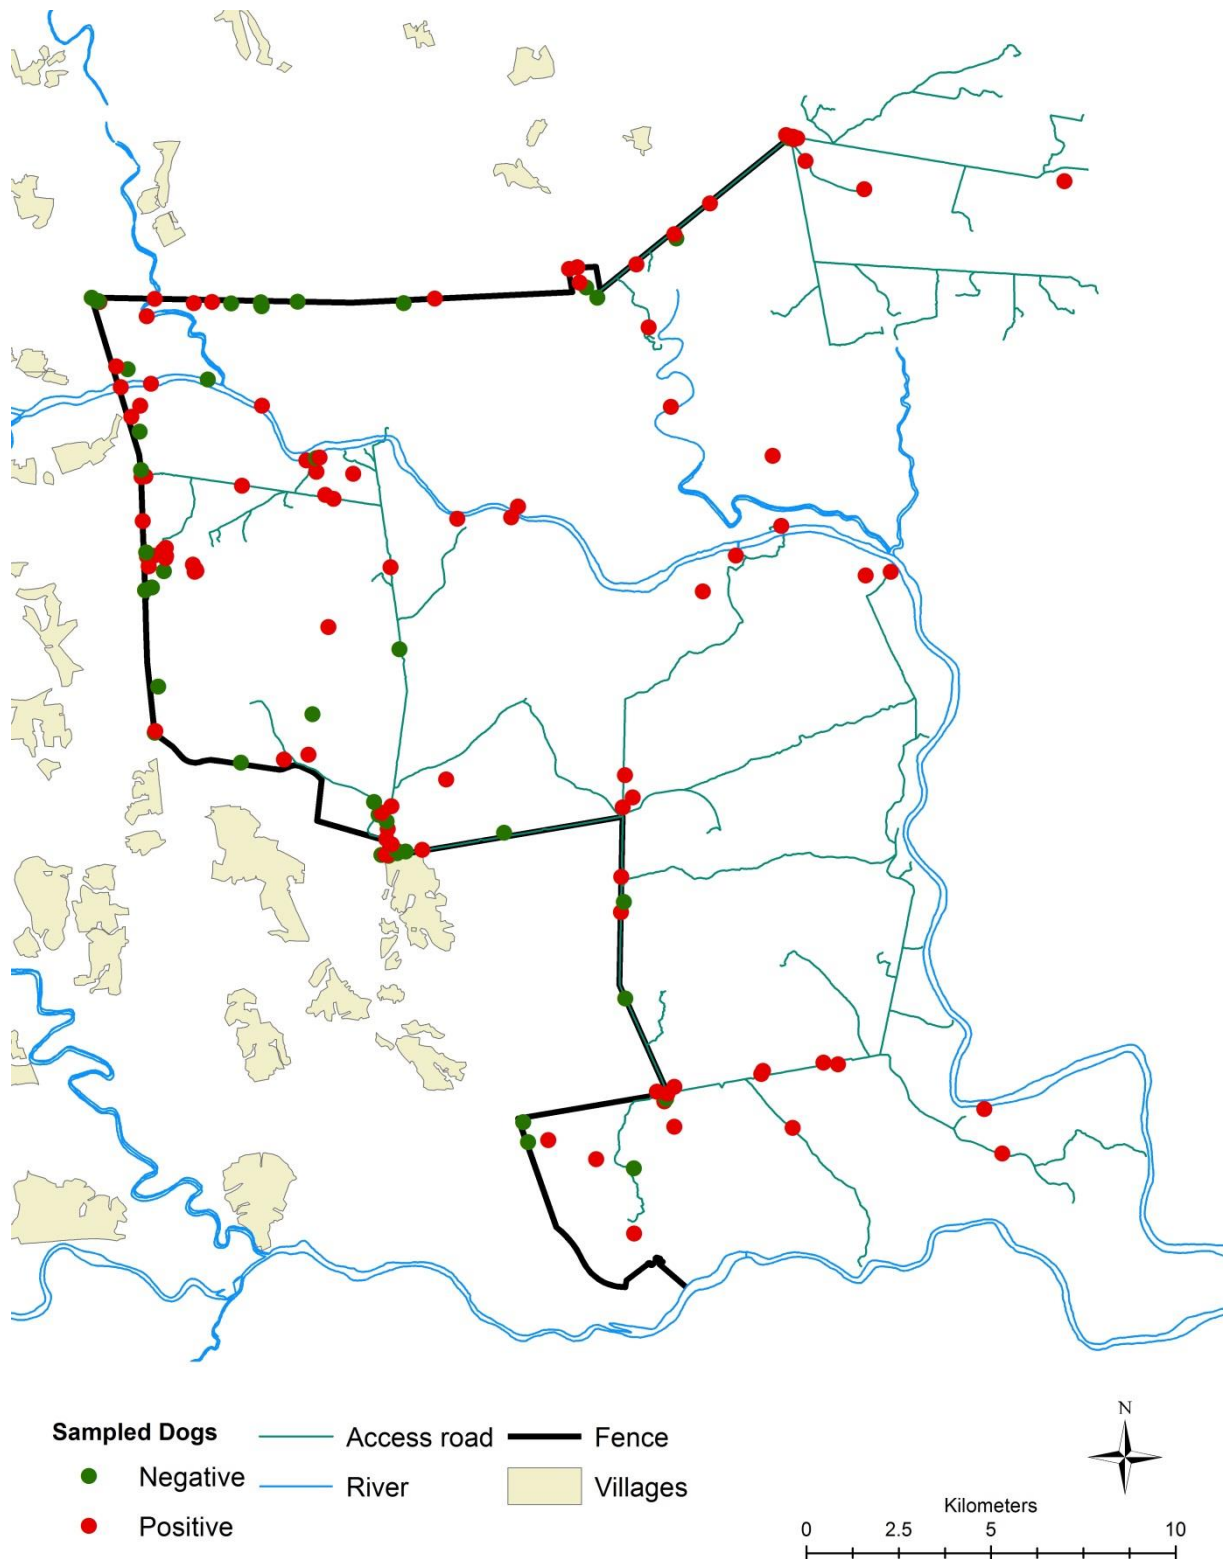 N
Sampled Dogs
Access road
Fence
Negative
River
Villages
Positive
Kilometers
0 2.5 5 10